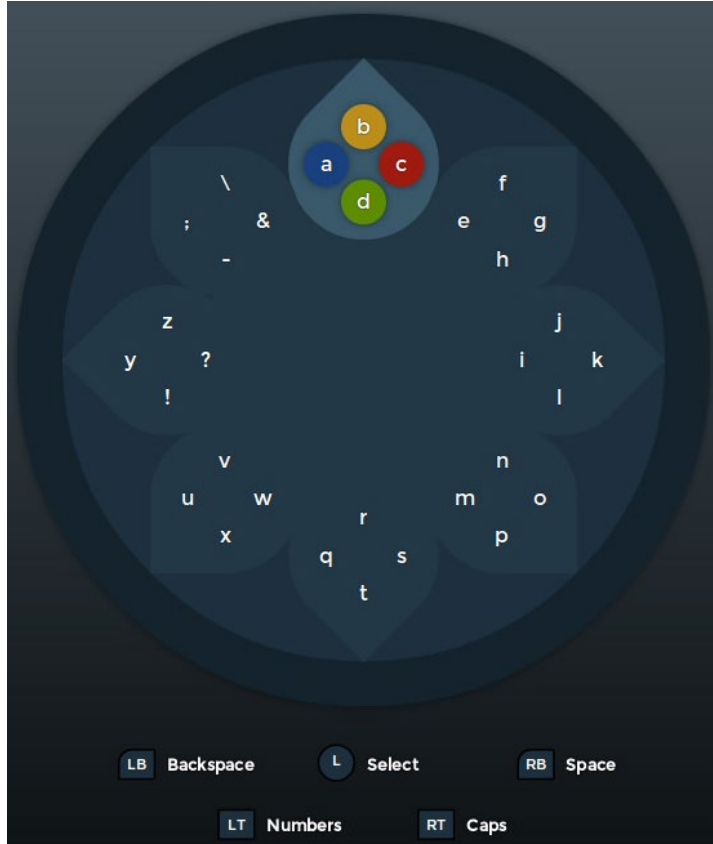 b
a c
d
\ f
; & e g
- h
z j
y ? i k
! l
v n
u w m o
x p
r
q s
t
LB Backspace L Select RB Space
LT Numbers RT Caps